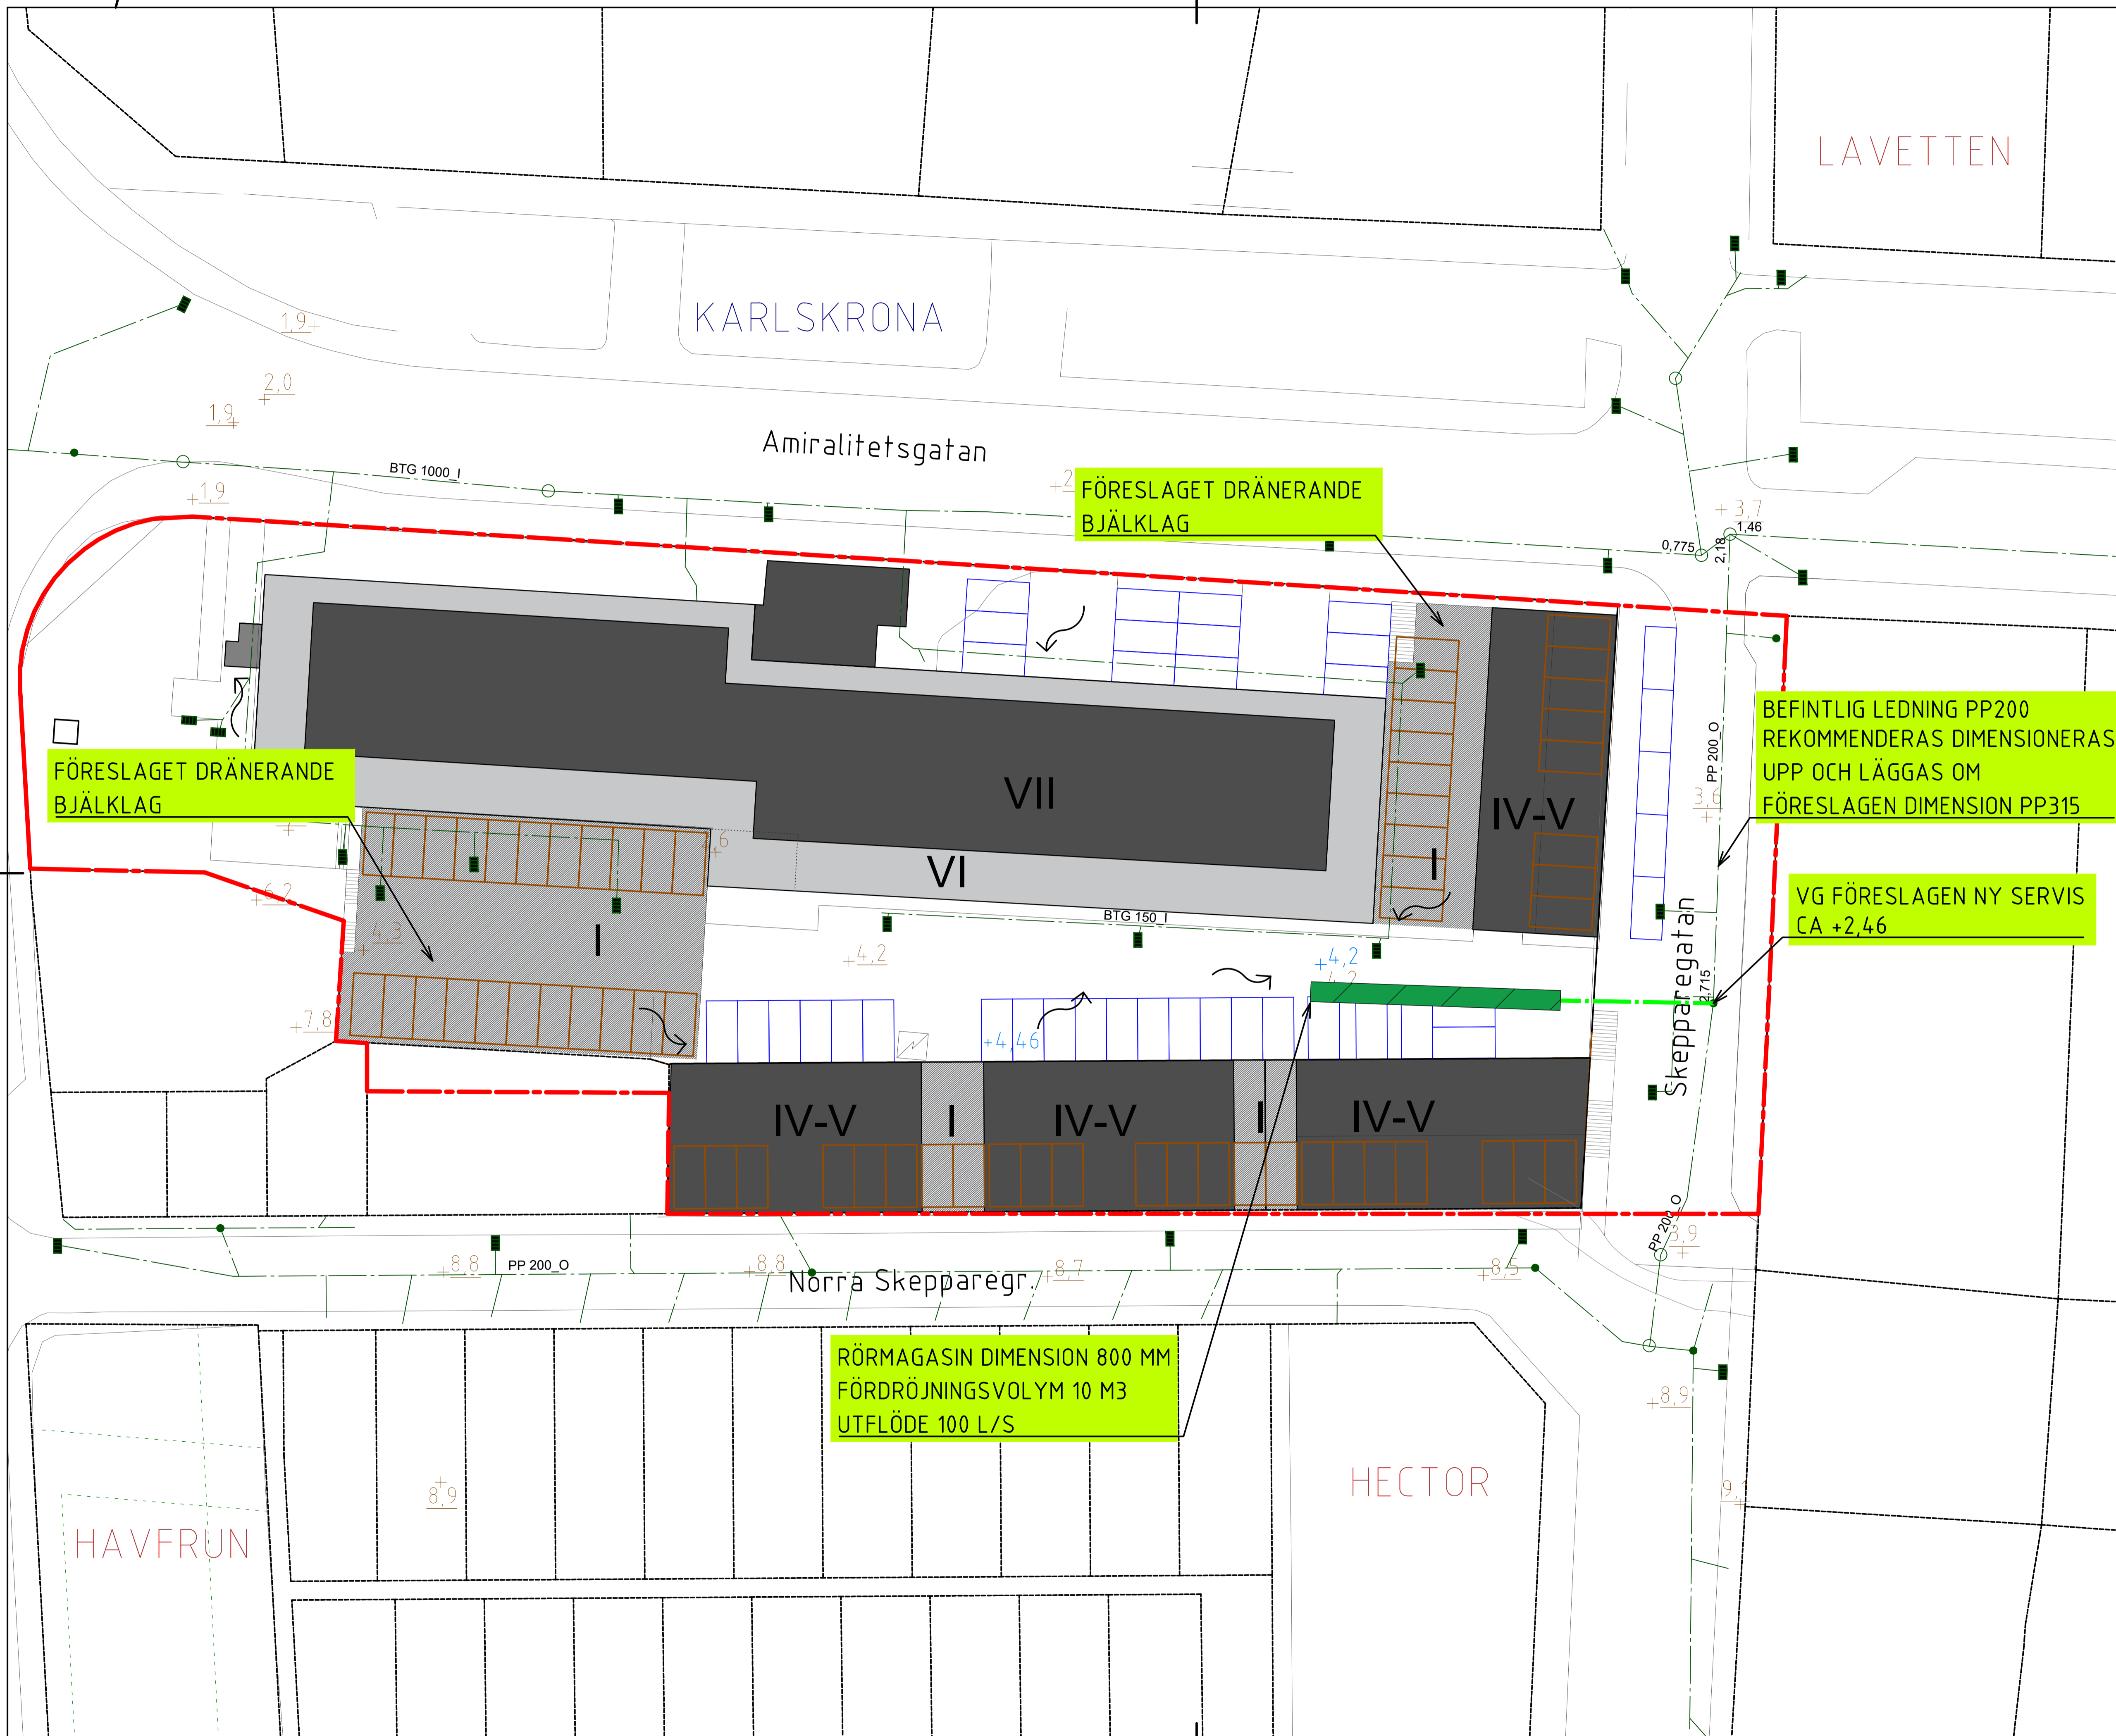 LAVETTEN
KARLSKRONA
1,9
2,0
1,9
Amiralitetsgatan
BTG 1000_I
+1,9
FÖRESLAGET DRÄNERANDE
BJÄLKLAG
+3,7
1,46
0,775
2,18
BEFINTLIG LEDNING PP200
REKOMMENDERAS DIMENSIONERAS
UPP OCH LÄGGAS OM
FÖRESLAGEN DIMENSION PP315
PP 200_O
3,6
FÖRESLAGET DRÄNERANDE
BJÄLKLAG
VII
IV-V
VI
I
I
+6,2
4,3
BTG 150_I
+4,2
+4,2
VG FÖRESLAGEN NY SERVIS
CA +2,46
Skepparegatan
2,715
+7,8
+4,46
IV-V
I
IV-V
I
IV-V
PP 200_O
3,9
+8,8
PP 200_O
+8,8
Norra Skepparegr.
+8,7
+8,5
RÖRMAGASIN DIMENSION 800 MM
FÖRDRÖJNINGSVOLYM 10 M3
UTFLÖDE 100 L/S
+8,9
HECTOR
8,9
HAVFRUN